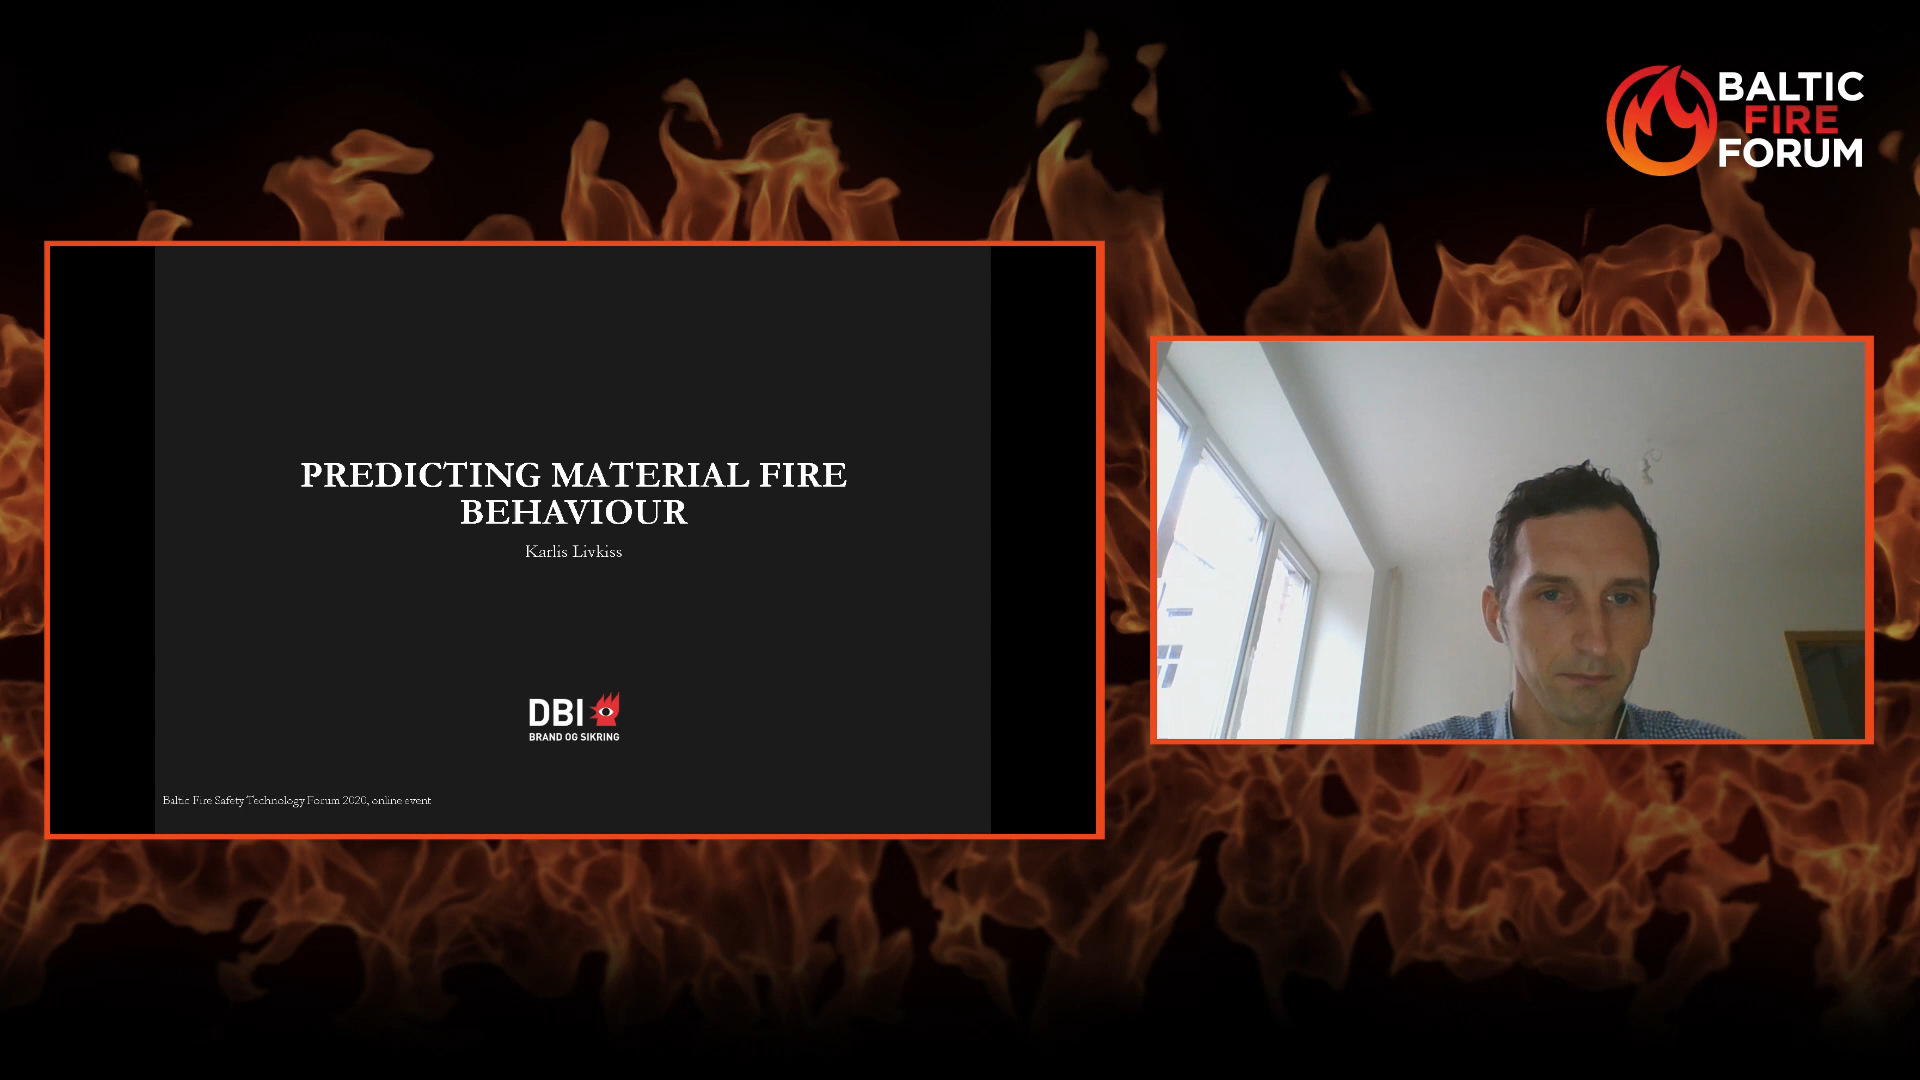 BALTIC
FIRE
FORUM
PREDICTING MATERIAL FIRE
BEHAVIOUR
Karlis Livkiss
DBI
BRAND OG SIKRING
Baltic Fire Safety Technology Forum 2020, online event